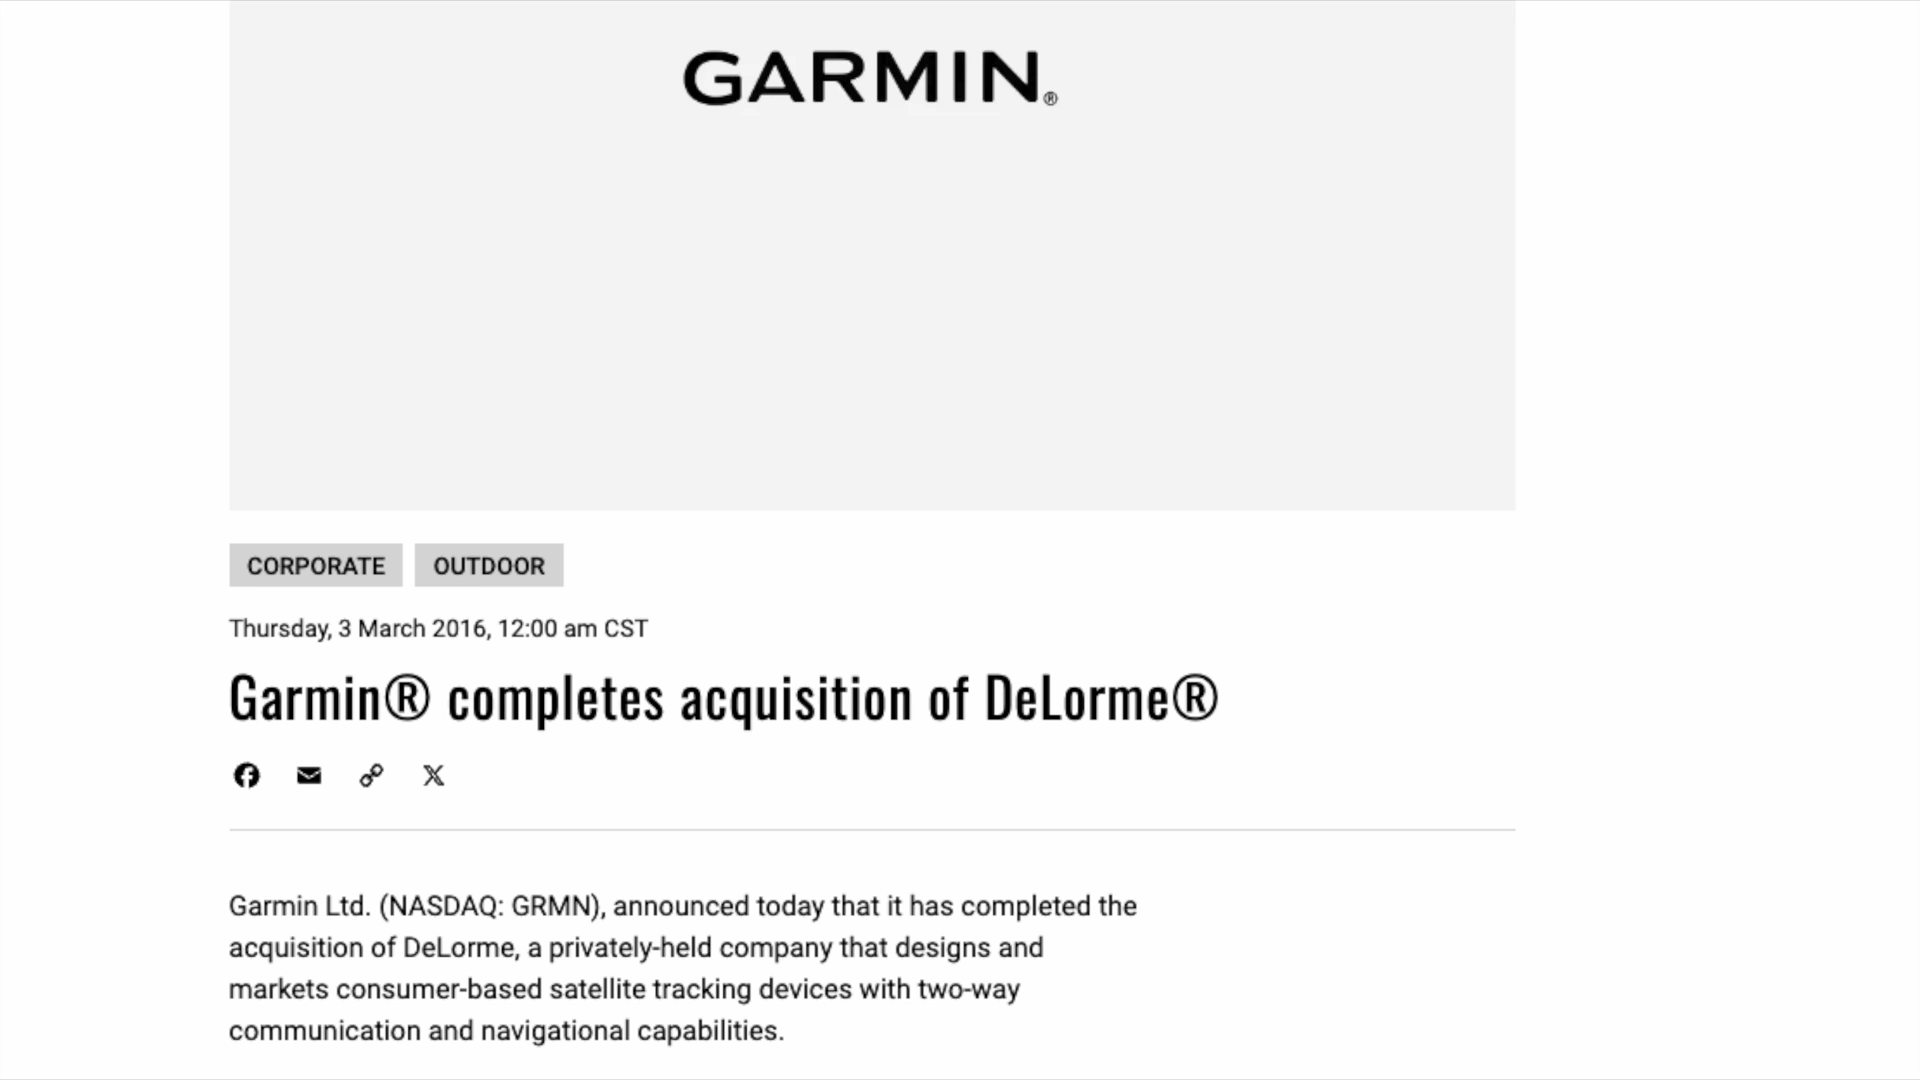 GARMIN®
CORPORATE OUTDOOR
Thursday, 3 March 2016, 12:00 am CST
Garmin® completes acquisition of DeLorme®
Garmin Ltd. (NASDAQ: GRMN), announced today that it has completed the
acquisition of DeLorme, a privately-held company that designs and
markets consumer-based satellite tracking devices with two-way
communication and navigational capabilities.